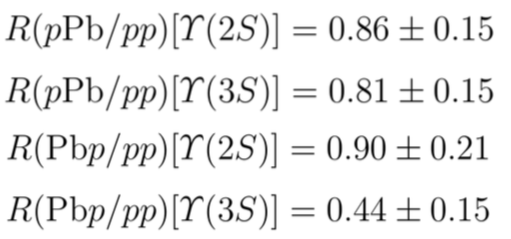 R(pPb/pp)[ϒ(2S)] = 0.86 ± 0.15
R(pPb/pp)[ϒ(3S)] = 0.81 ± 0.15
R(Pbp/pp)[ϒ(2S)] = 0.90 ± 0.21
R(Pbp/pp)[ϒ(3S)] = 0.44 ± 0.15